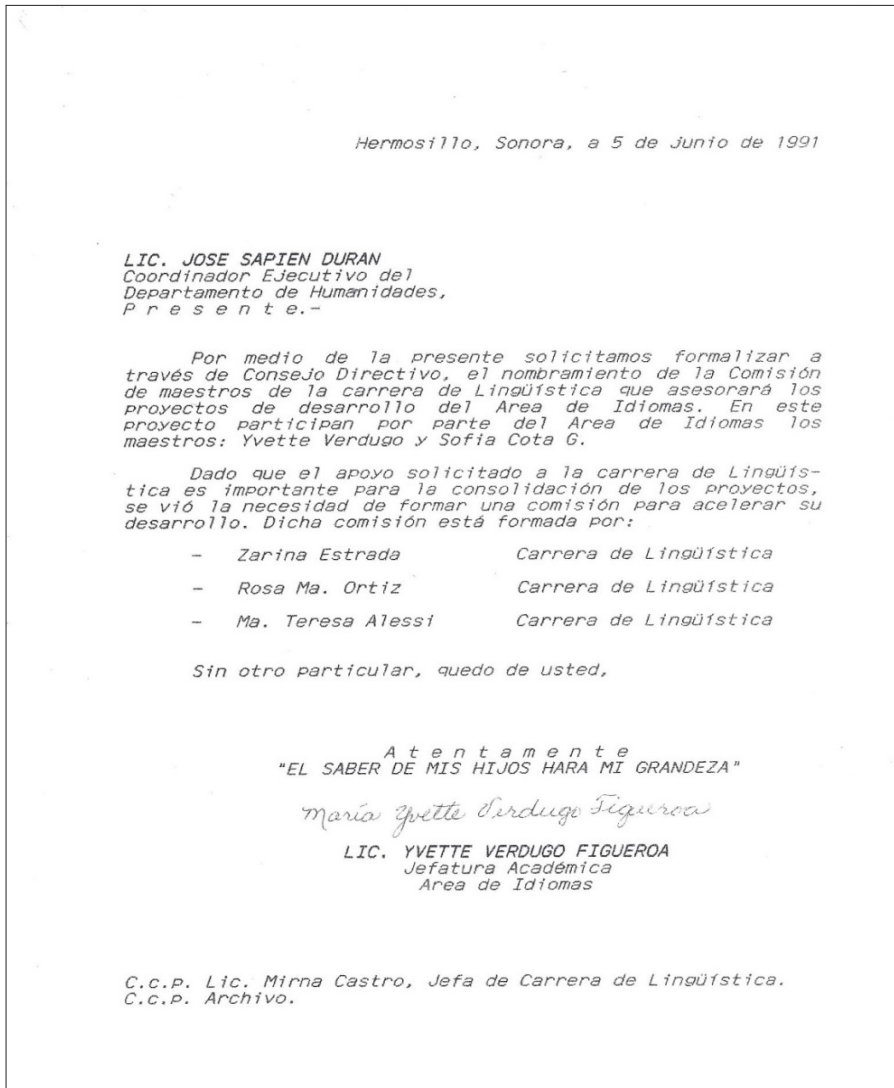 Hermosillo, Sonora, a 5 de junio de 1991
LIC. JOSE SAPIEN DURAN
Coordinador Ejecutivo del
Departamento de Humanidades,
P r e s e n t e.-
Por medio de la presente solicitamos formalizar a
través de Consejo Directivo, el nombramiento de la Comisión
de maestros de la carrera de Lingüística que asesorará los
proyectos de desarrollo del Area de Idiomas. En este
proyecto participan por parte del Area de Idiomas los
maestros: Yvette Verdugo y Sofia Cota G.
Dado que el apoyo solicitado a la carrera de Lingüís-
tica es importante para la consolidación de los proyectos,
se vió la necesidad de formar una comisión para acelerar su
desarrollo. Dicha comisión está formada por:
- Zarina Estrada Carrera de Lingüística
- Rosa Ma. Ortiz Carrera de Lingüística
- Ma. Teresa Alessi Carrera de Lingüística
Sin otro particular, quedo de usted,
A t e n t a m e n t e
"EL SABER DE MIS HIJOS HARA MI GRANDEZA"
María Yvette Verdugo Figueroa
LIC. YVETTE VERDUGO FIGUEROA
Jefatura Académica
Area de Idiomas
C.c.p. Lic. Mirna Castro, Jefa de Carrera de Lingüística.
C.c.p. Archivo.